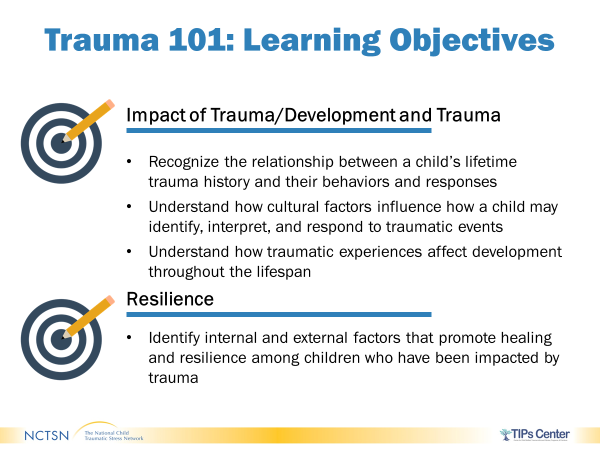 Trauma 101: Learning Objectives
Impact of Trauma/Development and Trauma
• Recognize the relationship between a child’s lifetime
trauma history and their behaviors and responses
• Understand how cultural factors influence how a child may
identify, interpret, and respond to traumatic events
• Understand how traumatic experiences affect development
throughout the lifespan
Resilience
• Identify internal and external factors that promote healing
and resilience among children who have been impacted by
trauma
NCTSN
The National Child
Traumatic Stress Network
TIPs Center